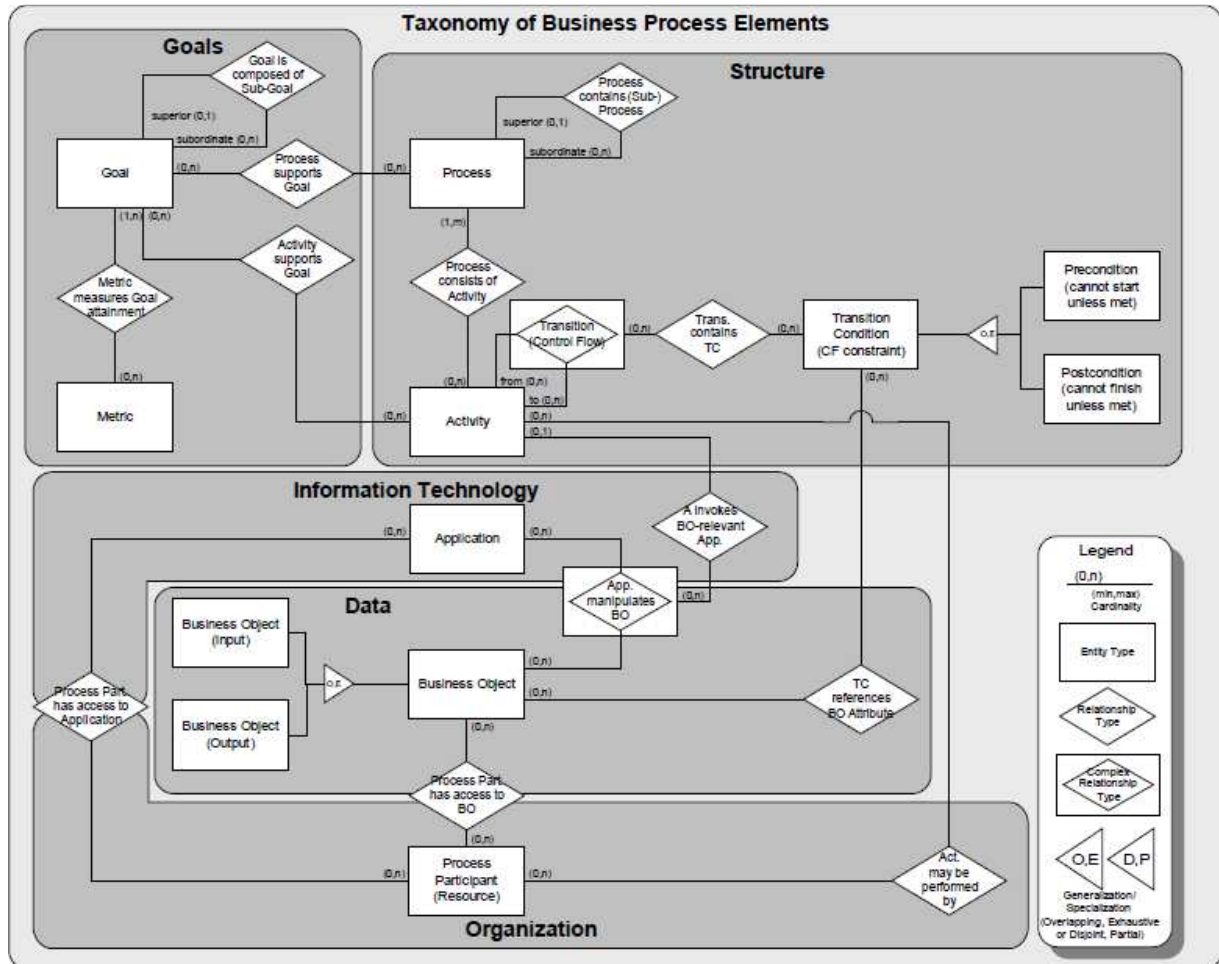 Taxonomy of Business Process Elements
Goals
Goal is
composed of
Sub-Goal
superior (0,1)
subordinate (0,n)
Goal
(0,n)
Process
supports
Goal
(0,n)
(1,n)
(0,n)
Activity
supports
Goal
Metric
measures Goal
attainment
(0,n)
Metric
Structure
Process
contains (Sub-)
Process
superior (0,1)
subordinate (0,n)
Process
(1,m)
Process
consists of
Activity
(0,n)
Transition
(Control Flow)
(0,n)
Trans.
contains
TC
(0,n)
Transition
Condition
(CF constraint)
(0,n)
O,E
Precondition
(cannot start
unless met)
Postcondition
(cannot finish
unless met)
from (0,n)
to (0,n)
(0,n)
(0,n)
(0,1)
Activity
Information Technology
(0,n)
Application
(0,n)
A invokes
BO-relevant
App.
(0,n)
App.
manipulates
BO
Data
Business Object
(Input)
Business Object
(Output)
O,E
Business Object
(0,n)
(0,n)
(0,n)
TC
references
BO Attribute
Process Part.
has access to
Application
Process Part.
has access to
BO
(0,n)
(0,n)
Process
Participant
(Resource)
(0,n)
Act.
may be
performed
by
Organization
Legend
(0,n)
(min,max)
Cardinality
Entity Type
Relationship
Type
Complex
Relationship
Type
O,E
D,P
Generalization/
Specialization
(Overlapping, Exhaustive
or Disjoint, Partial)